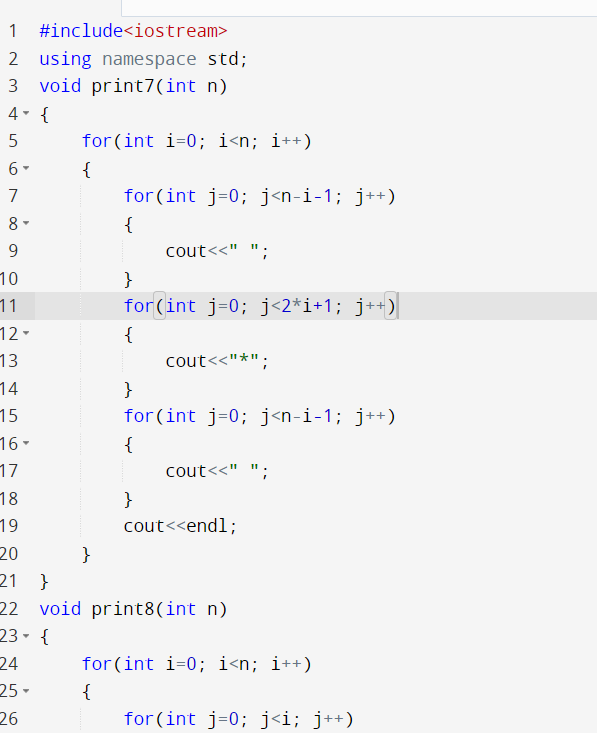 1 #include<iostream>
2 using namespace std;
3 void print7(int n)
4 {
5     for(int i=0; i<n; i++)
6     {
7         for(int j=0; j<n-i-1; j++)
8         {
9             cout<<" ";
10         }
11         for(int j=0; j<2*i+1; j++)
12         {
13             cout<<"*";
14         }
15         for(int j=0; j<n-i-1; j++)
16         {
17             cout<<" ";
18         }
19         cout<<endl;
20     }
21 }
22 void print8(int n)
23 {
24     for(int i=0; i<n; i++)
25     {
26         for(int j=0; j<i; j++)